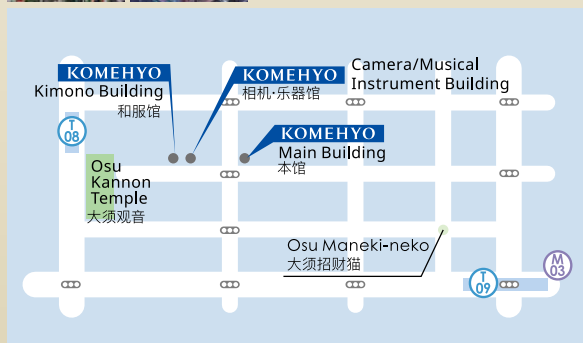 KOMEHYO
Kimono Building
和服馆
KOMEHYO
相机·乐器馆
Camera/Musical
Instrument Building
KOMEHYO
Main Building
本馆
T
08
Osu
Kannon
Temple
大须观音
Osu Maneki-neko
大须招财猫
T
09
M
03